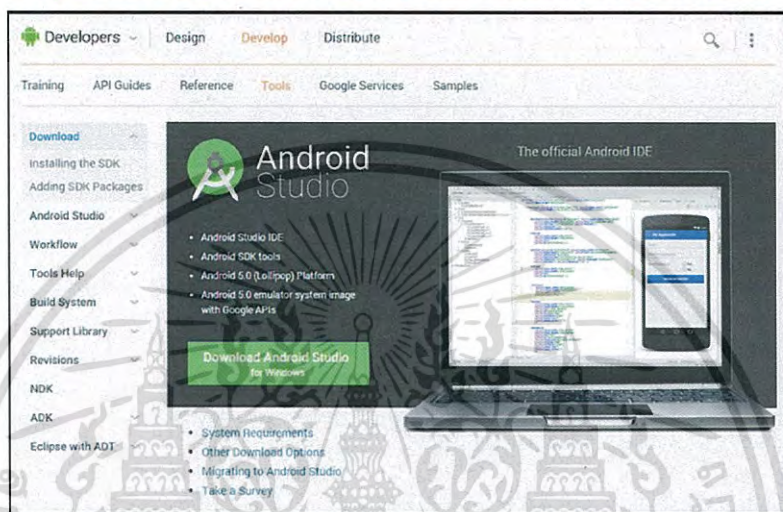 Developers
Design
Develop
Distribute
Training
API Guides
Reference
Tools
Google Services
Samples
Download
Installing the SDK
Adding SDK Packages
Android Studio
Workflow
Tools Help
Build System
Support Library
Revisions
NDK
ADK
Eclipse with ADT
Android
Studio
• Android Studio IDE
• Android SDK tools
• Android 5.0 (Lollipop) Platform
• Android 5.0 emulator system image
with Google APIs
Download Android Studio
for Windows
The official Android IDE
• System Requirements
• Other Download Options
• Migrating to Android Studio
• Take a Survey